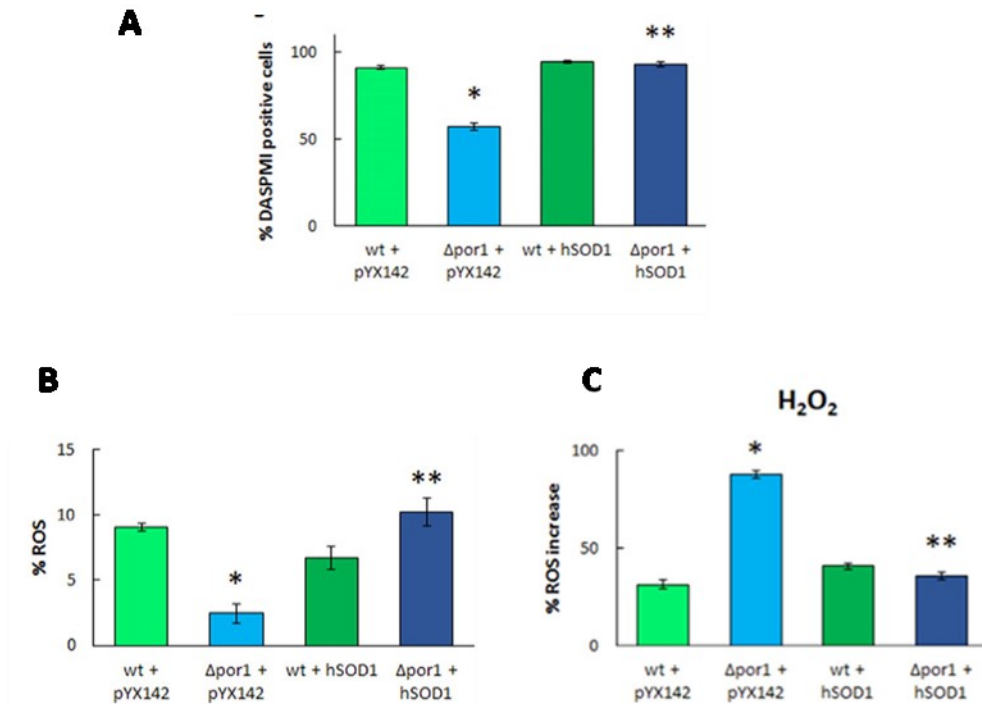 A
% DASPMI positive cells
100
50
0
*
**
wt + pYX142
Δpor1 + pYX142
wt + hSOD1
Δpor1 + hSOD1
B
% ROS
15
10
5
0
*
**
wt + pYX142
Δpor1 + pYX142
wt + hSOD1
Δpor1 + hSOD1
C
H₂O₂
% ROS increase
100
50
0
*
**
wt + pYX142
Δpor1 + pYX142
wt + hSOD1
Δpor1 + hSOD1